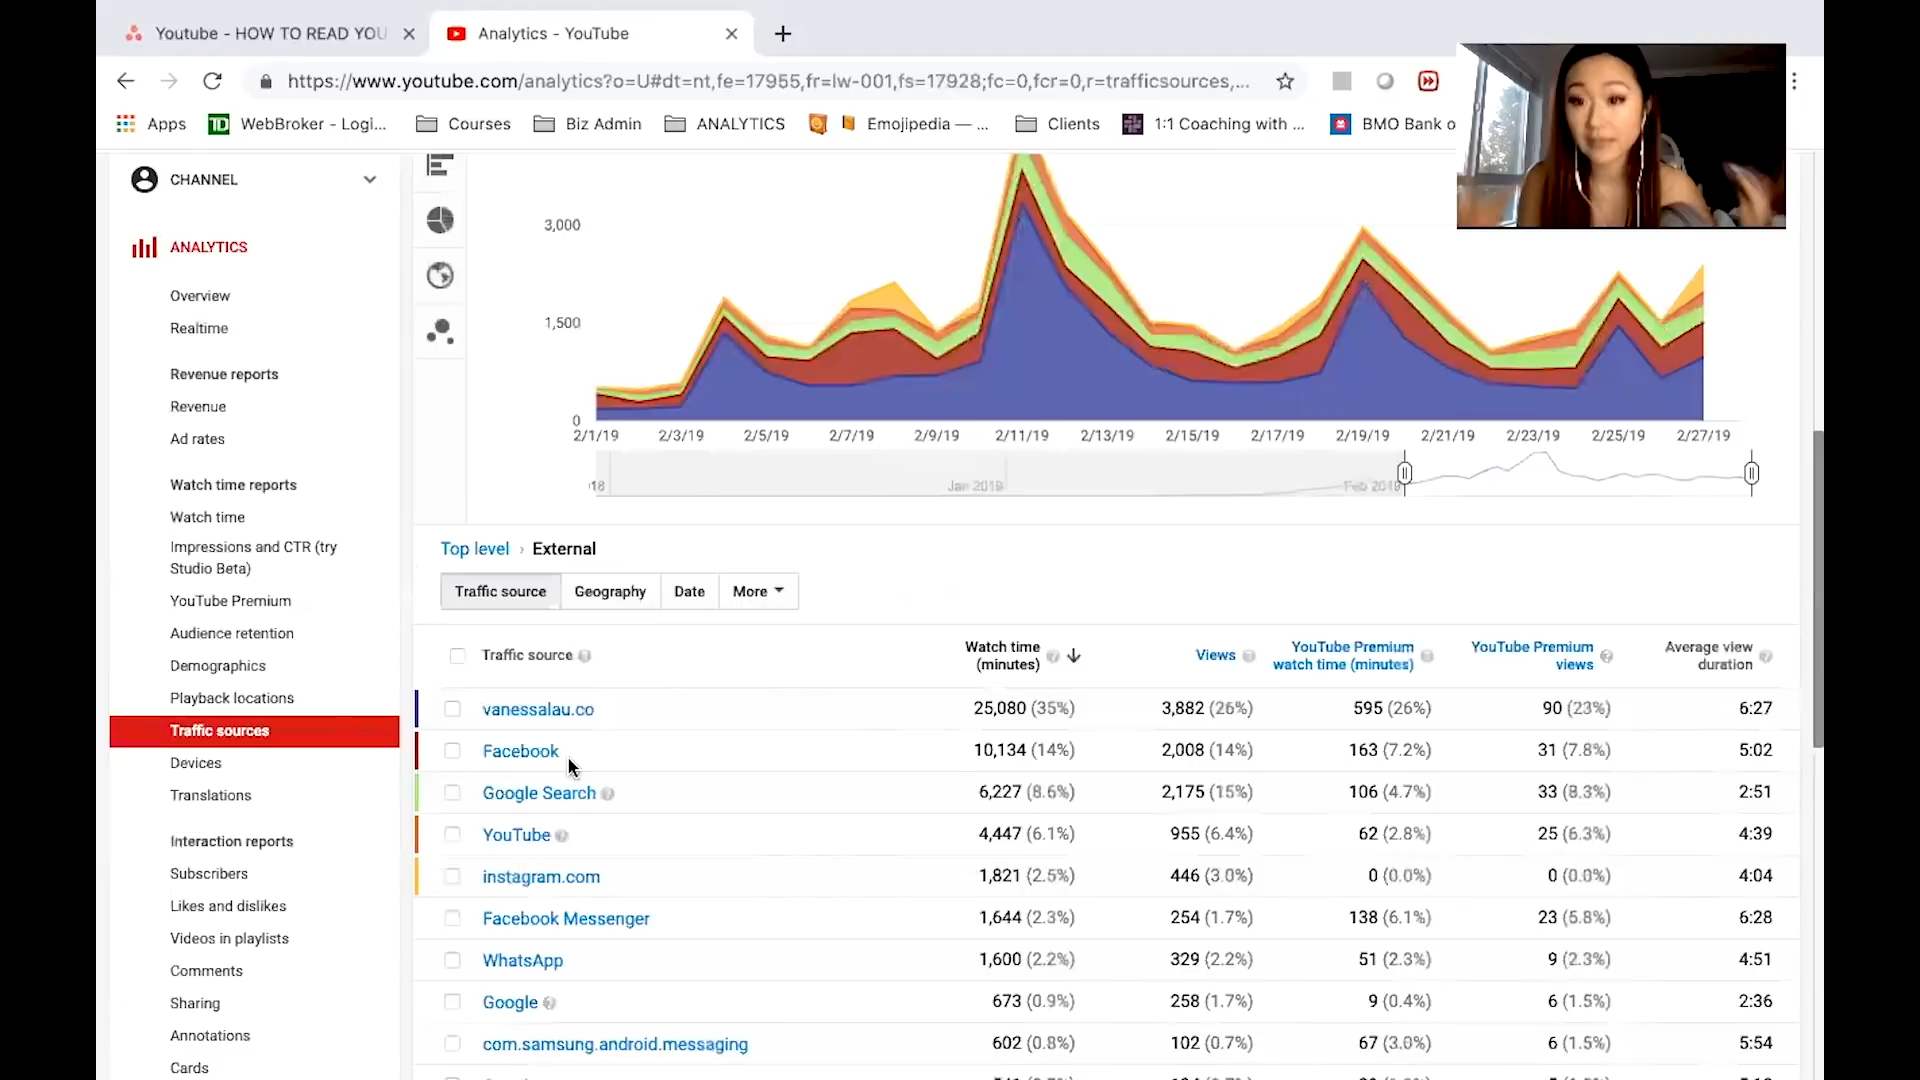 Youtube - HOW TO READ YOU
Analytics - YouTube
https://www.youtube.com/analytics?o=U#dt=nt,fe=17955,fr=lw-001,fs=17928;fc=0,fcr=0,r=trafficsources,...
Apps
TD
WebBroker - Logi...
Courses
Biz Admin
ANALYTICS
Emojipedia — ...
Clients
1:1 Coaching with ...
BMO Bank o
CHANNEL
ANALYTICS
Overview
Realtime
Revenue reports
Revenue
Ad rates
Watch time reports
Watch time
Impressions and CTR (try
Studio Beta)
YouTube Premium
Audience retention
Demographics
Playback locations
Traffic sources
Devices
Translations
Interaction reports
Subscribers
Likes and dislikes
Videos in playlists
Comments
Sharing
Annotations
Cards
3,000
1,500
0
2/1/19 2/3/19 2/5/19 2/7/19 2/9/19 2/11/19 2/13/19 2/15/19 2/17/19 2/19/19 2/21/19 2/23/19 2/25/19 2/27/19
18 Jan 2019 Feb 2019
Top level › External
Traffic source Geography Date More
Traffic source ? Watch time (minutes) ? Views ? YouTube Premium watch time (minutes) ? YouTube Premium views ? Average view duration ?
vanessalau.co 25,080 (35%) 3,882 (26%) 595 (26%) 90 (23%) 6:27
Facebook 10,134 (14%) 2,008 (14%) 163 (7.2%) 31 (7.8%) 5:02
Google Search ? 6,227 (8.6%) 2,175 (15%) 106 (4.7%) 33 (8.3%) 2:51
YouTube ? 4,447 (6.1%) 955 (6.4%) 62 (2.8%) 25 (6.3%) 4:39
instagram.com 1,821 (2.5%) 446 (3.0%) 0 (0.0%) 0 (0.0%) 4:04
Facebook Messenger 1,644 (2.3%) 254 (1.7%) 138 (6.1%) 23 (5.8%) 6:28
WhatsApp 1,600 (2.2%) 329 (2.2%) 51 (2.3%) 9 (2.3%) 4:51
Google ? 673 (0.9%) 258 (1.7%) 9 (0.4%) 6 (1.5%) 2:36
com.samsung.android.messaging 602 (0.8%) 102 (0.7%) 67 (3.0%) 6 (1.5%) 5:54